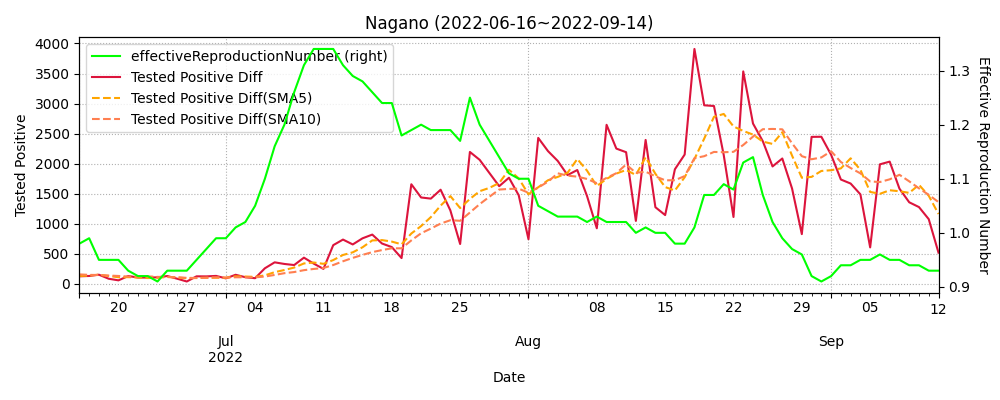 Nagano (2022-06-16~2022-09-14)
effectiveReproductionNumber (right)
Tested Positive Diff
Tested Positive Diff(SMA5)
Tested Positive Diff(SMA10)
Tested Positive
4000
3500
3000
2500
2000
1500
1000
500
0
Effective Reproduction Number
1.3
1.2
1.1
1.0
0.9
20 27 04 11 18 25 08 15 22 29 05 12
Jul Aug Sep
2022
Date